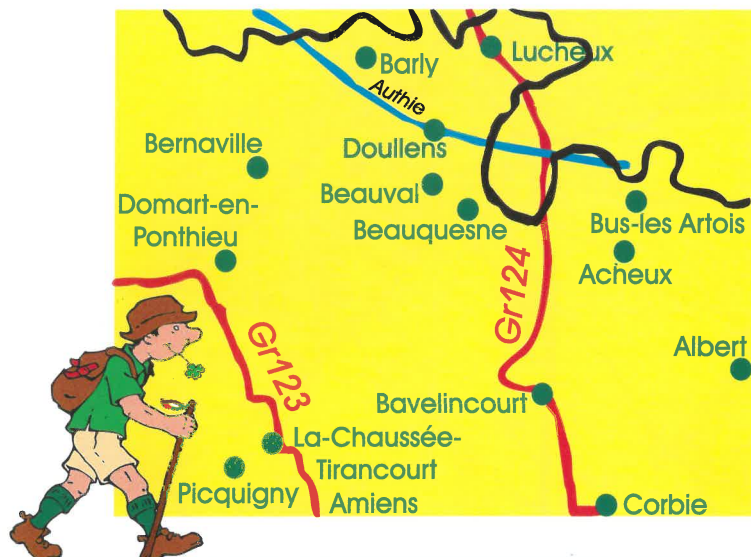 Lucheux
Barly
Authie
Doullens
Bernaville
Beauval
Domart-en-
Ponthieu
Beauquesne
Bus-les Artois
Acheux
Gr124
Gr123
Albert
Bavelincourt
La-Chaussée-
Tirancourt
Picquigny
Amiens
Corbie